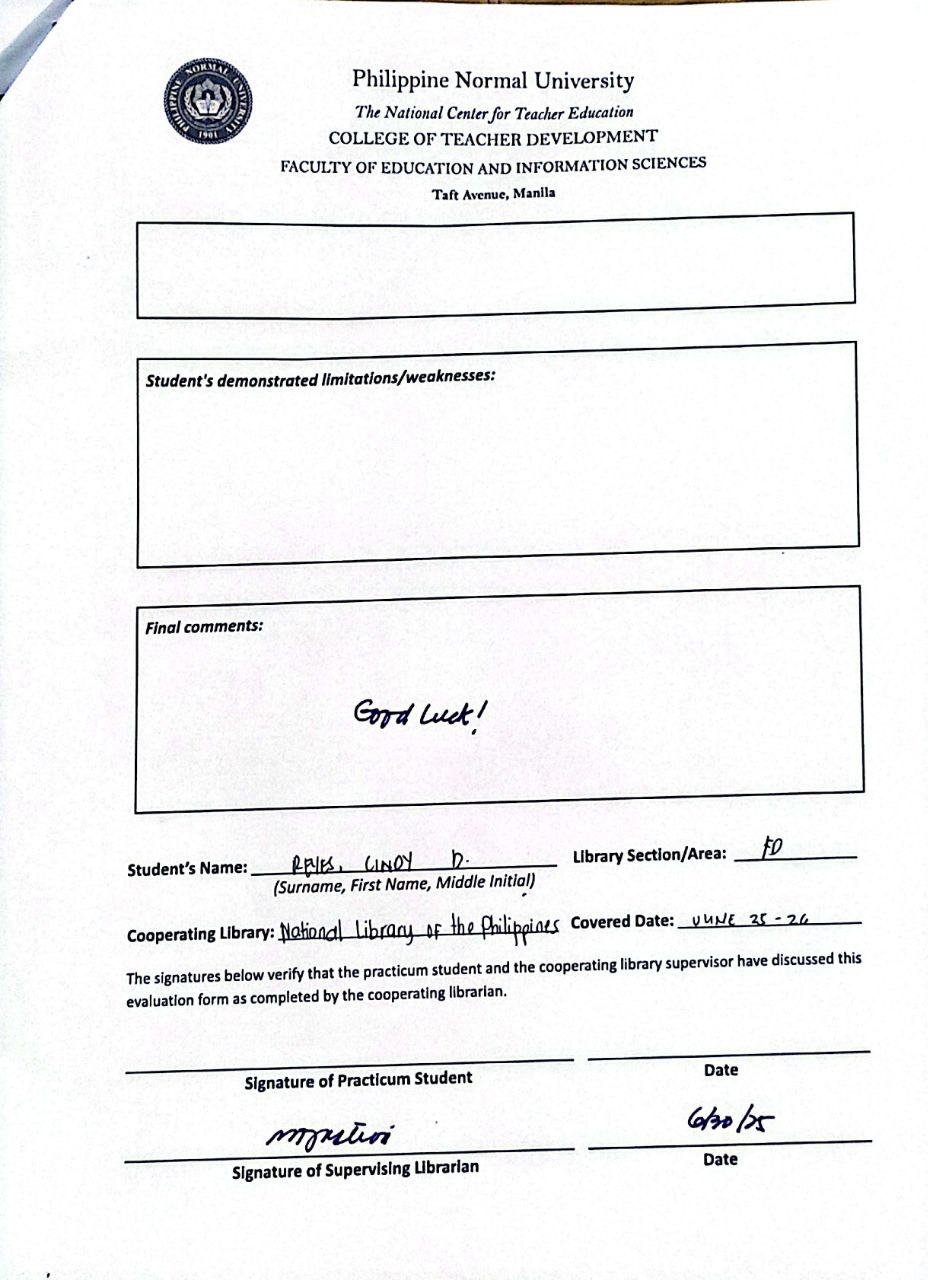 PHILIPPINE NORMAL UNIVERSITY
1901
Philippine Normal University
The National Center for Teacher Education
COLLEGE OF TEACHER DEVELOPMENT
FACULTY OF EDUCATION AND INFORMATION SCIENCES
Taft Avenue, Manila
Student's demonstrated limitations/weaknesses:
Final comments:
Good Luck!
Student's Name: REYES, CINDY D. Library Section/Area: FD
(Surname, First Name, Middle Initial)
Cooperating Library: National Library of the Philippines Covered Date: JUNE 25-26
The signatures below verify that the practicum student and the cooperating library supervisor have discussed this
evaluation form as completed by the cooperating librarian.
Signature of Practicum Student Date
6/30/25
Signature of Supervising Librarian Date